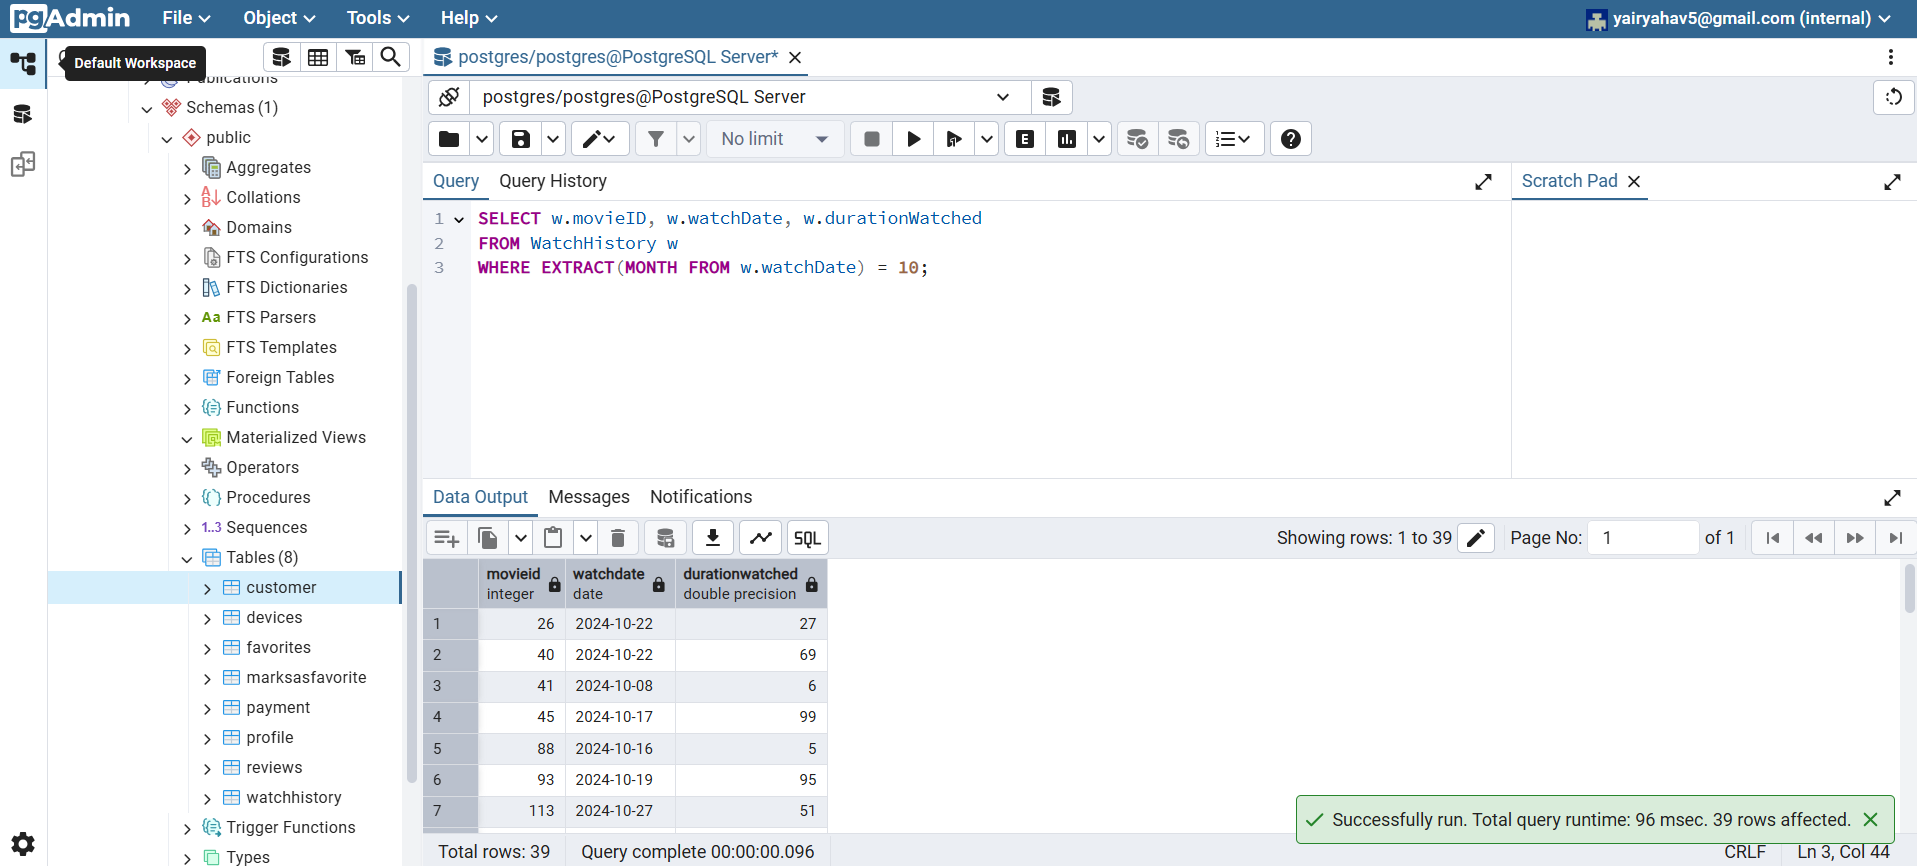 pgAdmin File Object Tools Help yairyahav5@gmail.com (internal)
Default Workspace
Publications
Schemas (1)
public
Aggregates
Collations
Domains
FTS Configurations
FTS Dictionaries
Aa FTS Parsers
FTS Templates
Foreign Tables
Functions
Materialized Views
Operators
Procedures
1..3 Sequences
Tables (8)
customer
devices
favorites
marksasfavorite
payment
profile
reviews
watchhistory
Trigger Functions
Types
postgres/postgres@PostgreSQL Server*
postgres/postgres@PostgreSQL Server
No limit
E
Query Query History
Scratch Pad
1 SELECT w.movieID, w.watchDate, w.durationWatched
2 FROM WatchHistory w
3 WHERE EXTRACT(MONTH FROM w.watchDate) = 10;
Data Output Messages Notifications
SQL
Showing rows: 1 to 39 Page No: 1 of 1
movieid integer watchdate date durationwatched double precision
1 26 2024-10-22 27
2 40 2024-10-22 69
3 41 2024-10-08 6
4 45 2024-10-17 99
5 88 2024-10-16 5
6 93 2024-10-19 95
7 113 2024-10-27 51
Successfully run. Total query runtime: 96 msec. 39 rows affected.
Total rows: 39 Query complete 00:00:00.096 CRLF Ln 3, Col 44